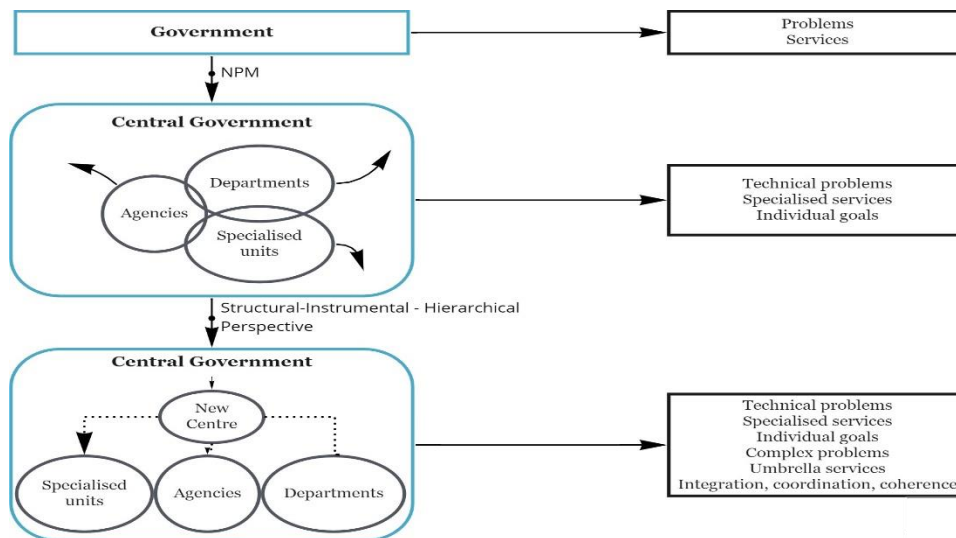 Government
Problems
Services
NPM
Central Government
Departments
Agencies
Specialised
units
Technical problems
Specialised services
Individual goals
Structural-Instrumental - Hierarchical
Perspective
Central Government
New
Centre
Specialised
units
Agencies
Departments
Technical problems
Specialised services
Individual goals
Complex problems
Umbrella services
Integration, coordination, coherence